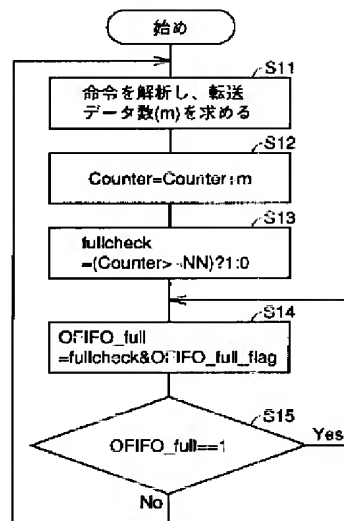 始め
S11
命令を解析し、転送
データ数(m)を求める
S12
Counter=Counter+m
S13
fullcheck
=(Counter>=NN)?1:0
S14
OFIFO_full
=fullcheck&OFIFO_full_flag
S15
OFIFO_full==1
Yes
No